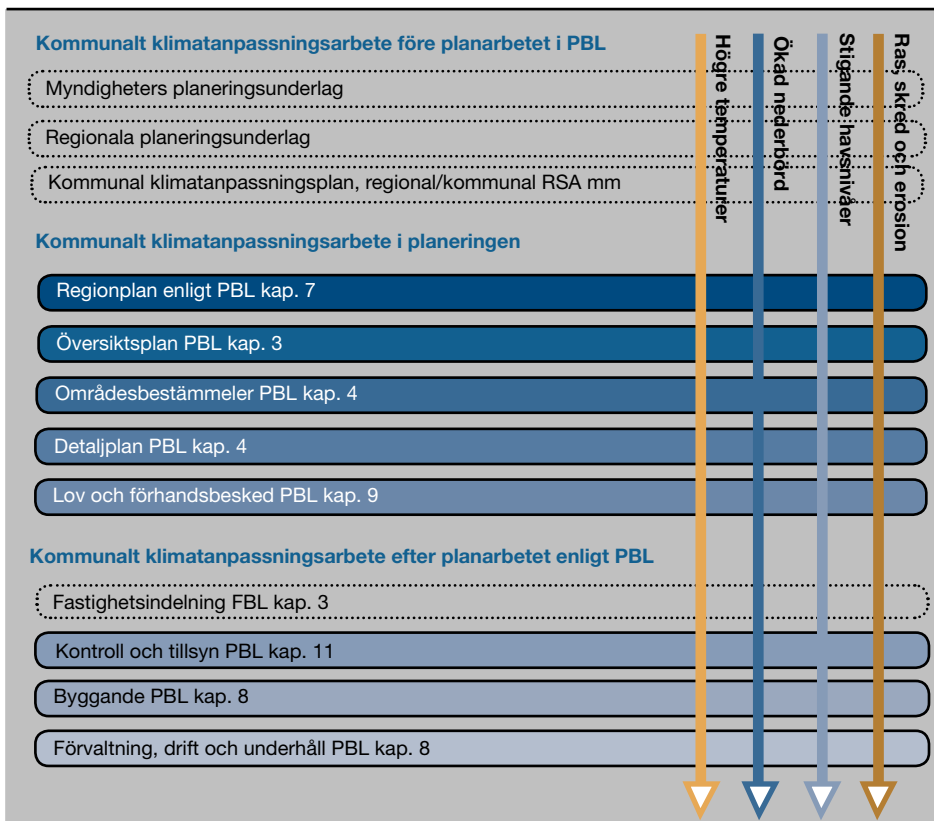 Kommunalt klimatanpassningsarbete före planarbetet i PBL
Myndigheters planeringsunderlag
Regionala planeringsunderlag
Kommunal klimatanpassningsplan, regional/kommunal RSA mm
Högre temperaturer
Ökad nederbörd
Stigande havsnivåer
Ras, skred och erosion
Kommunalt klimatanpassningsarbete i planeringen
Regionplan enligt PBL kap. 7
Översiktsplan PBL kap. 3
Områdesbestämmeler PBL kap. 4
Detaljplan PBL kap. 4
Lov och förhandsbesked PBL kap. 9
Kommunalt klimatanpassningsarbete efter planarbetet enligt PBL
Fastighetsindelning FBL kap. 3
Kontroll och tillsyn PBL kap. 11
Byggande PBL kap. 8
Förvaltning, drift och underhåll PBL kap. 8